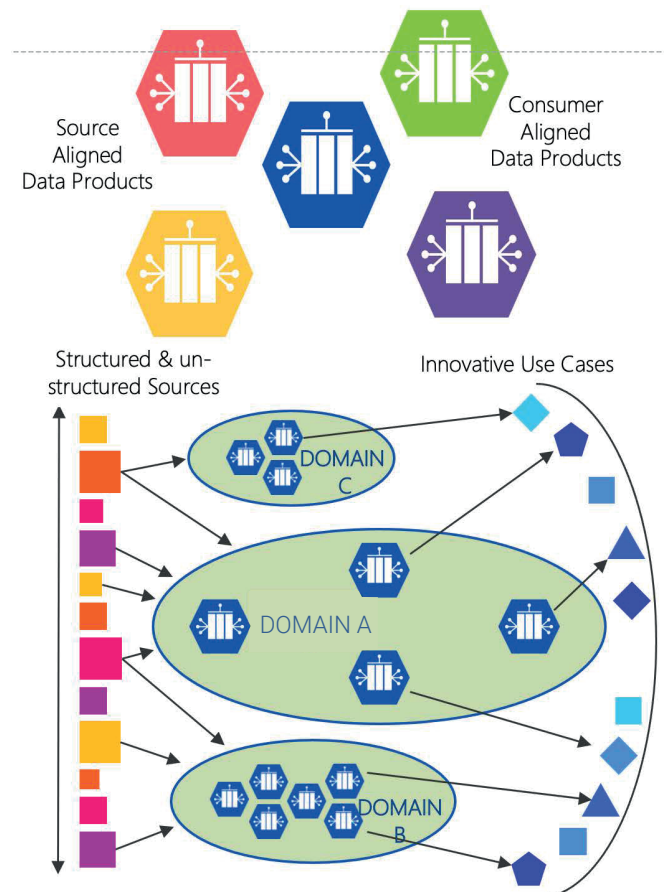 Source
Aligned
Data Products
Consumer
Aligned
Data Products
Structured & un-
structured Sources
Innovative Use Cases
DOMAIN
C
DOMAIN A
DOMAIN
B